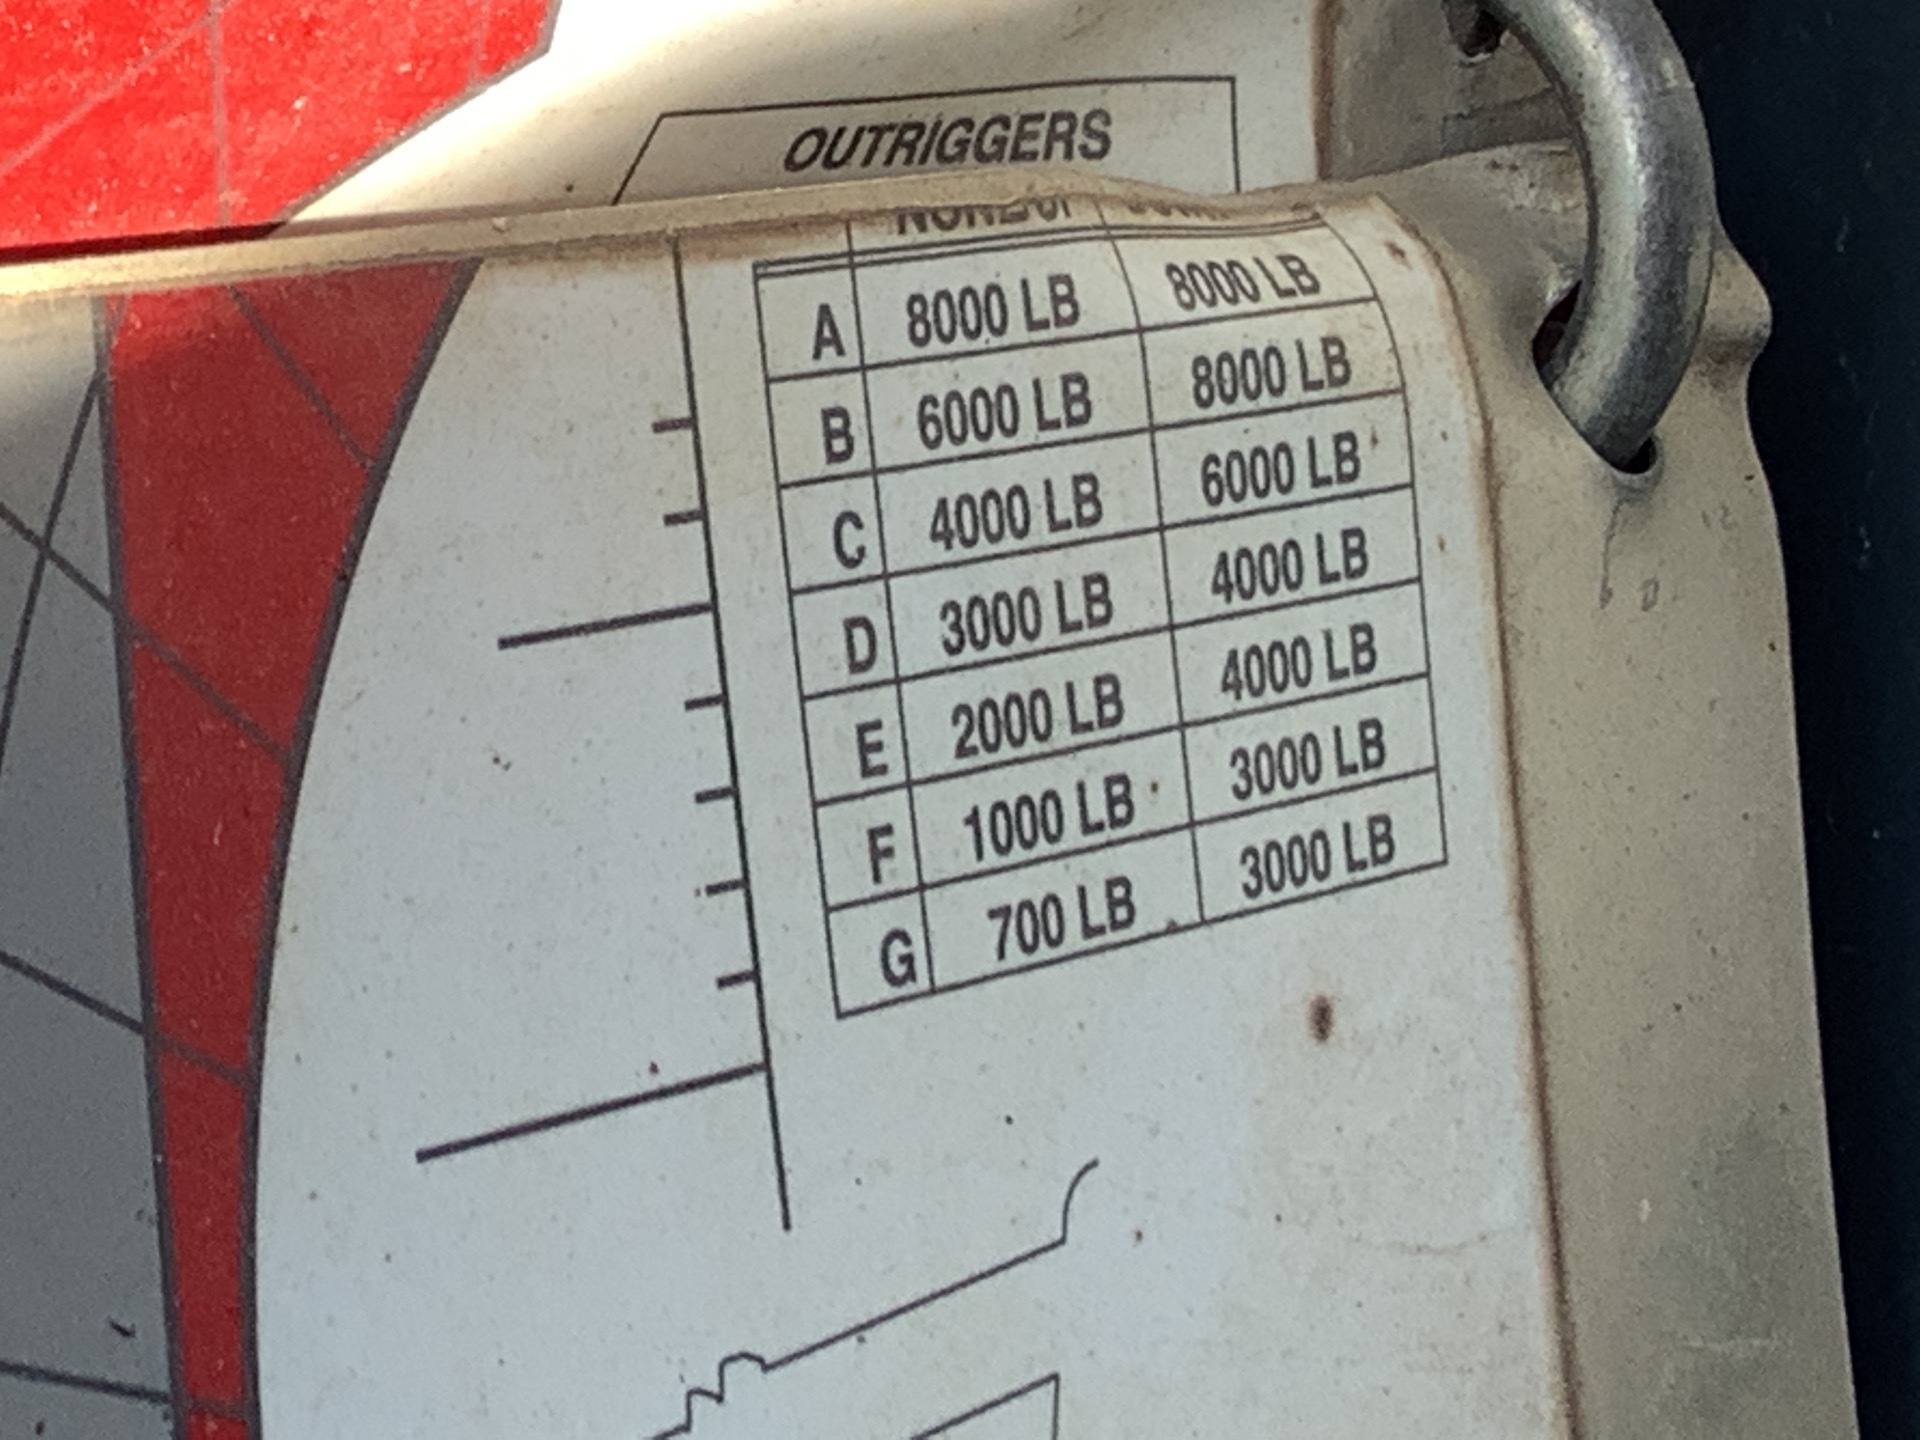 OUTRIGGERS
A 8000 LB 8000 LB
B 6000 LB 8000 LB
C 4000 LB 6000 LB
D 3000 LB 4000 LB
E 2000 LB 4000 LB
F 1000 LB 3000 LB
G 700 LB 3000 LB